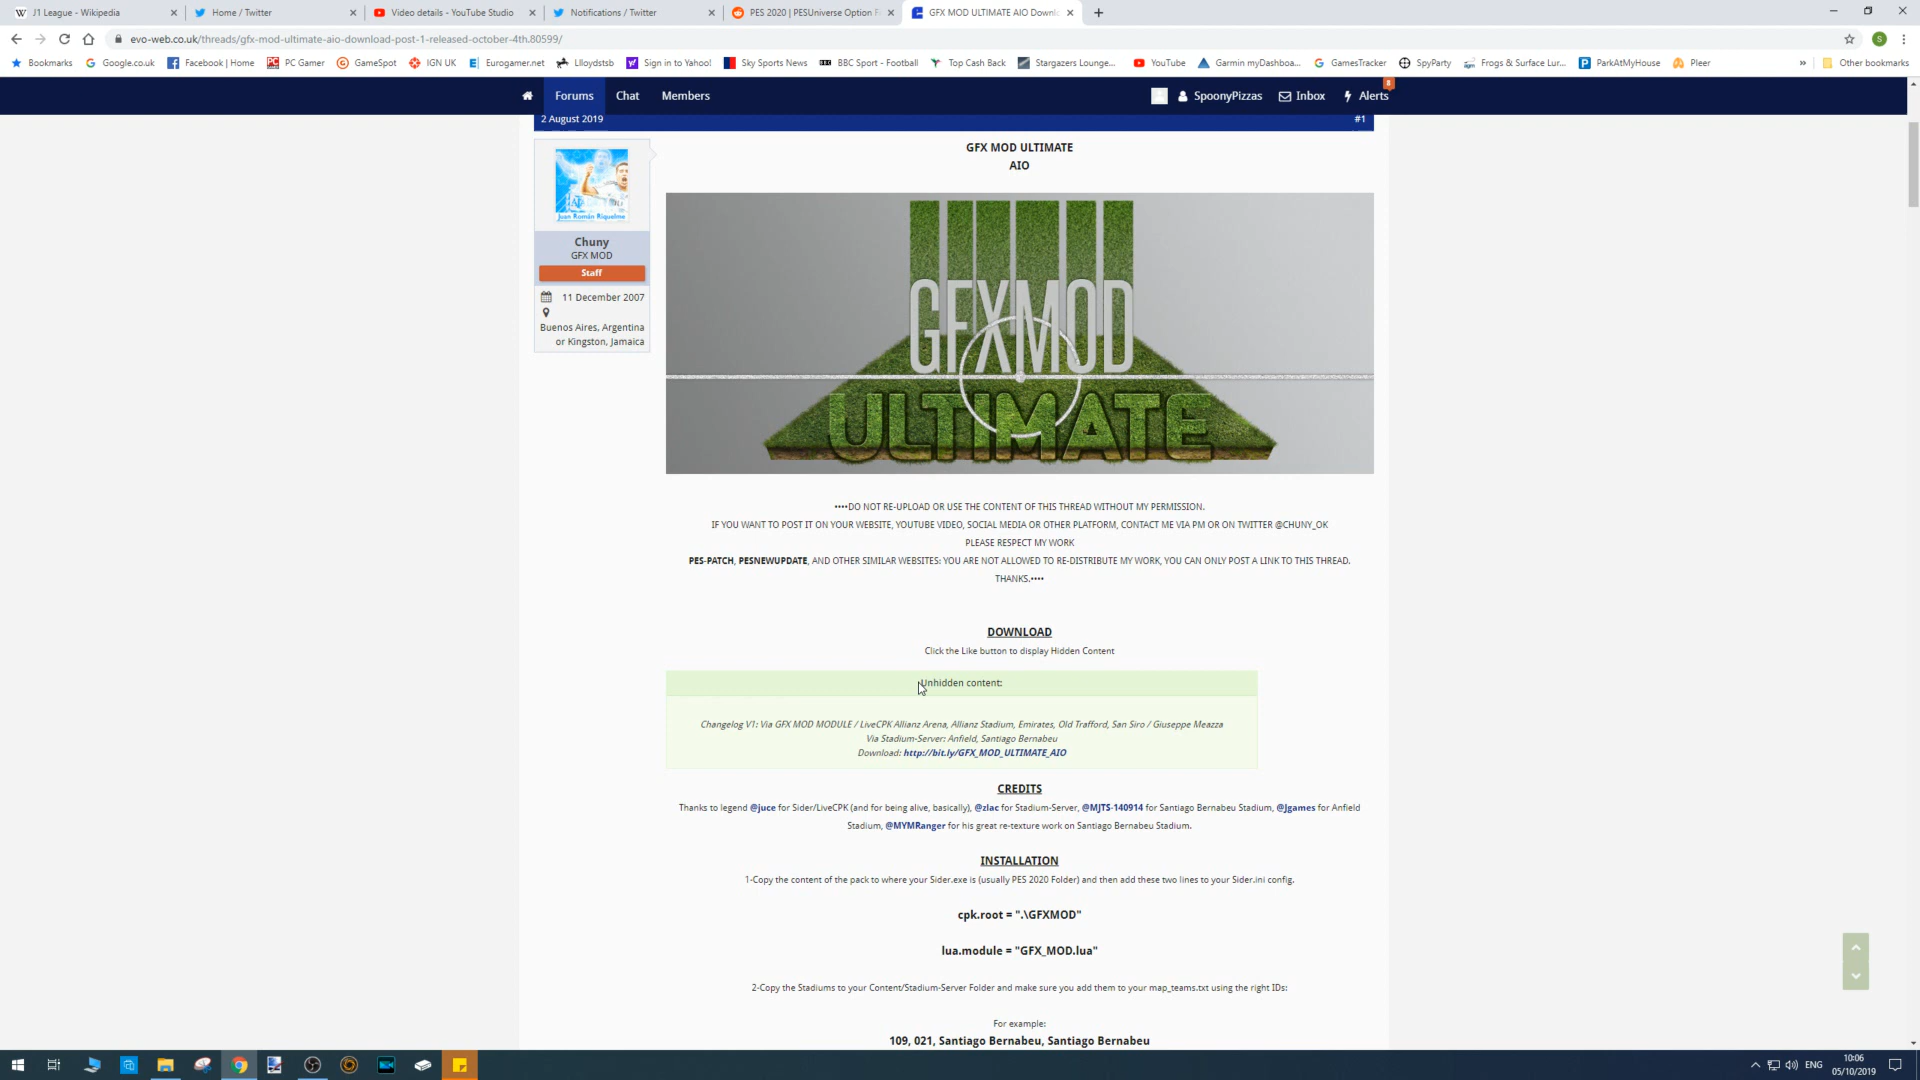 J1 League - Wikipedia
Home / Twitter
Video details - YouTube Studio
Notifications / Twitter
PES 2020 | PESUniverse Option F
GFX MOD ULTIMATE AIO Downl
evo-web.co.uk/threads/gfx-mod-ultimate-aio-download-post-1-released-october-4th.80599/
Bookmarks
Google.co.uk
Facebook | Home
PC Gamer
GameSpot
IGN UK
Eurogamer.net
Lloydstsb
Sign in to Yahoo!
Sky Sports News
BBC Sport - Football
Top Cash Back
Stargazers Lounge...
YouTube
Garmin myDashboa...
GamesTracker
SpyParty
Frogs & Surface Lur...
ParkAtMyHouse
Pleer
Other bookmarks
Forums
Chat
Members
SpoonyPizzas
Inbox
Alerts
8
2 August 2019
#1
GFX MOD ULTIMATE
AIO
Juan Román Riquelme
Chuny
GFX MOD
Staff
11 December 2007
Buenos Aires, Argentina
or Kingston, Jamaica
GFXMOD
ULTIMATE
••••DO NOT RE-UPLOAD OR USE THE CONTENT OF THIS THREAD WITHOUT MY PERMISSION.
IF YOU WANT TO POST IT ON YOUR WEBSITE, YOUTUBE VIDEO, SOCIAL MEDIA OR OTHER PLATFORM, CONTACT ME VIA PM OR ON TWITTER @CHUNY_OK
PLEASE RESPECT MY WORK
PES-PATCH, PESNEWUPDATE, AND OTHER SIMILAR WEBSITES: YOU ARE NOT ALLOWED TO RE-DISTRIBUTE MY WORK, YOU CAN ONLY POST A LINK TO THIS THREAD.
THANKS.••••
DOWNLOAD
Click the Like button to display Hidden Content
Unhidden content:
Changelog V1: Via GFX MOD MODULE / LiveCPK Allianz Arena, Allianz Stadium, Emirates, Old Trafford, San Siro / Giuseppe Meazza
Via Stadium-Server: Anfield, Santiago Bernabeu
Download: http://bit.ly/GFX_MOD_ULTIMATE_AIO
CREDITS
Thanks to legend @juce for Sider/LiveCPK (and for being alive, basically), @zlac for Stadium-Server, @MJTS-140914 for Santiago Bernabeu Stadium, @Jgames for Anfield
Stadium, @MYMRanger for his great re-texture work on Santiago Bernabeu Stadium.
INSTALLATION
1-Copy the content of the pack to where your Sider.exe is (usually PES 2020 Folder) and then add these two lines to your Sider.ini config.
cpk.root = ".\GFXMOD"
lua.module = "GFX_MOD.lua"
2-Copy the Stadiums to your Content/Stadium-Server Folder and make sure you add them to your map_teams.txt using the right IDs:
For example:
109, 021, Santiago Bernabeu, Santiago Bernabeu
ENG
10:06
05/10/2019